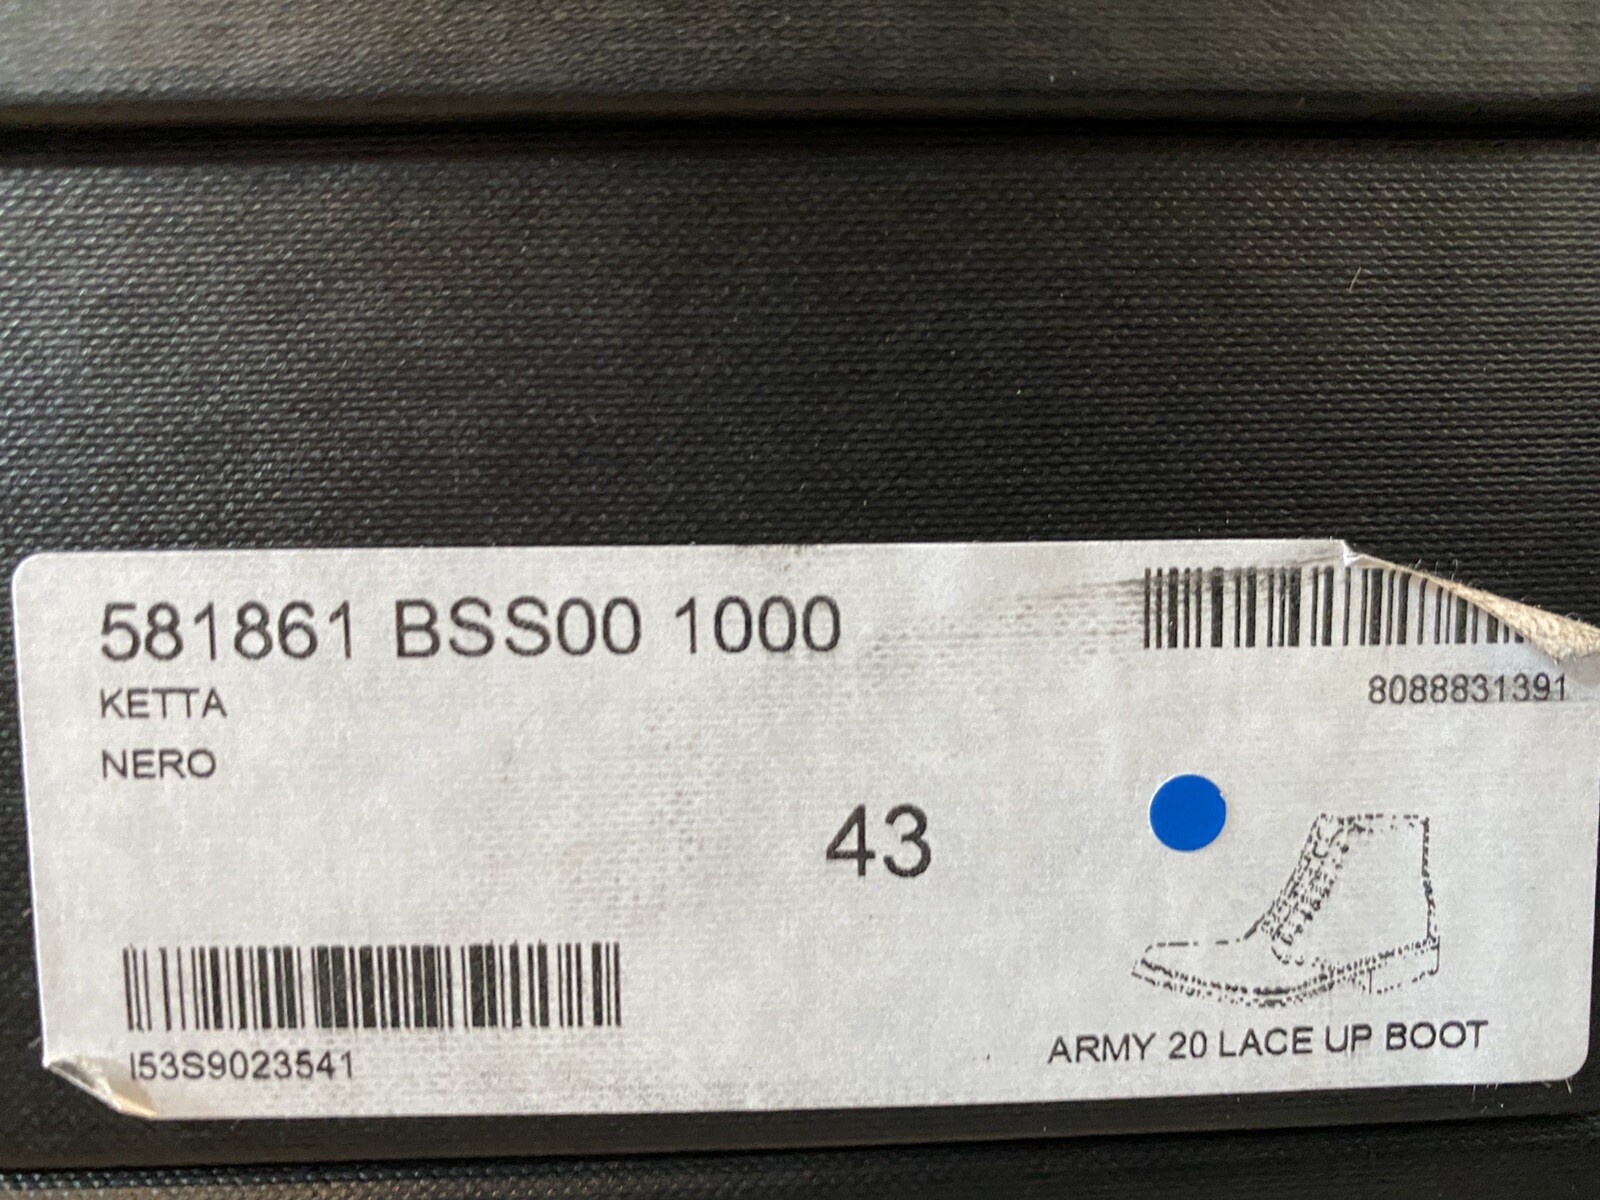 581861 BSS00 1000
KETTA
NERO
8088831391
43
I53S9023541
ARMY 20 LACE UP BOOT